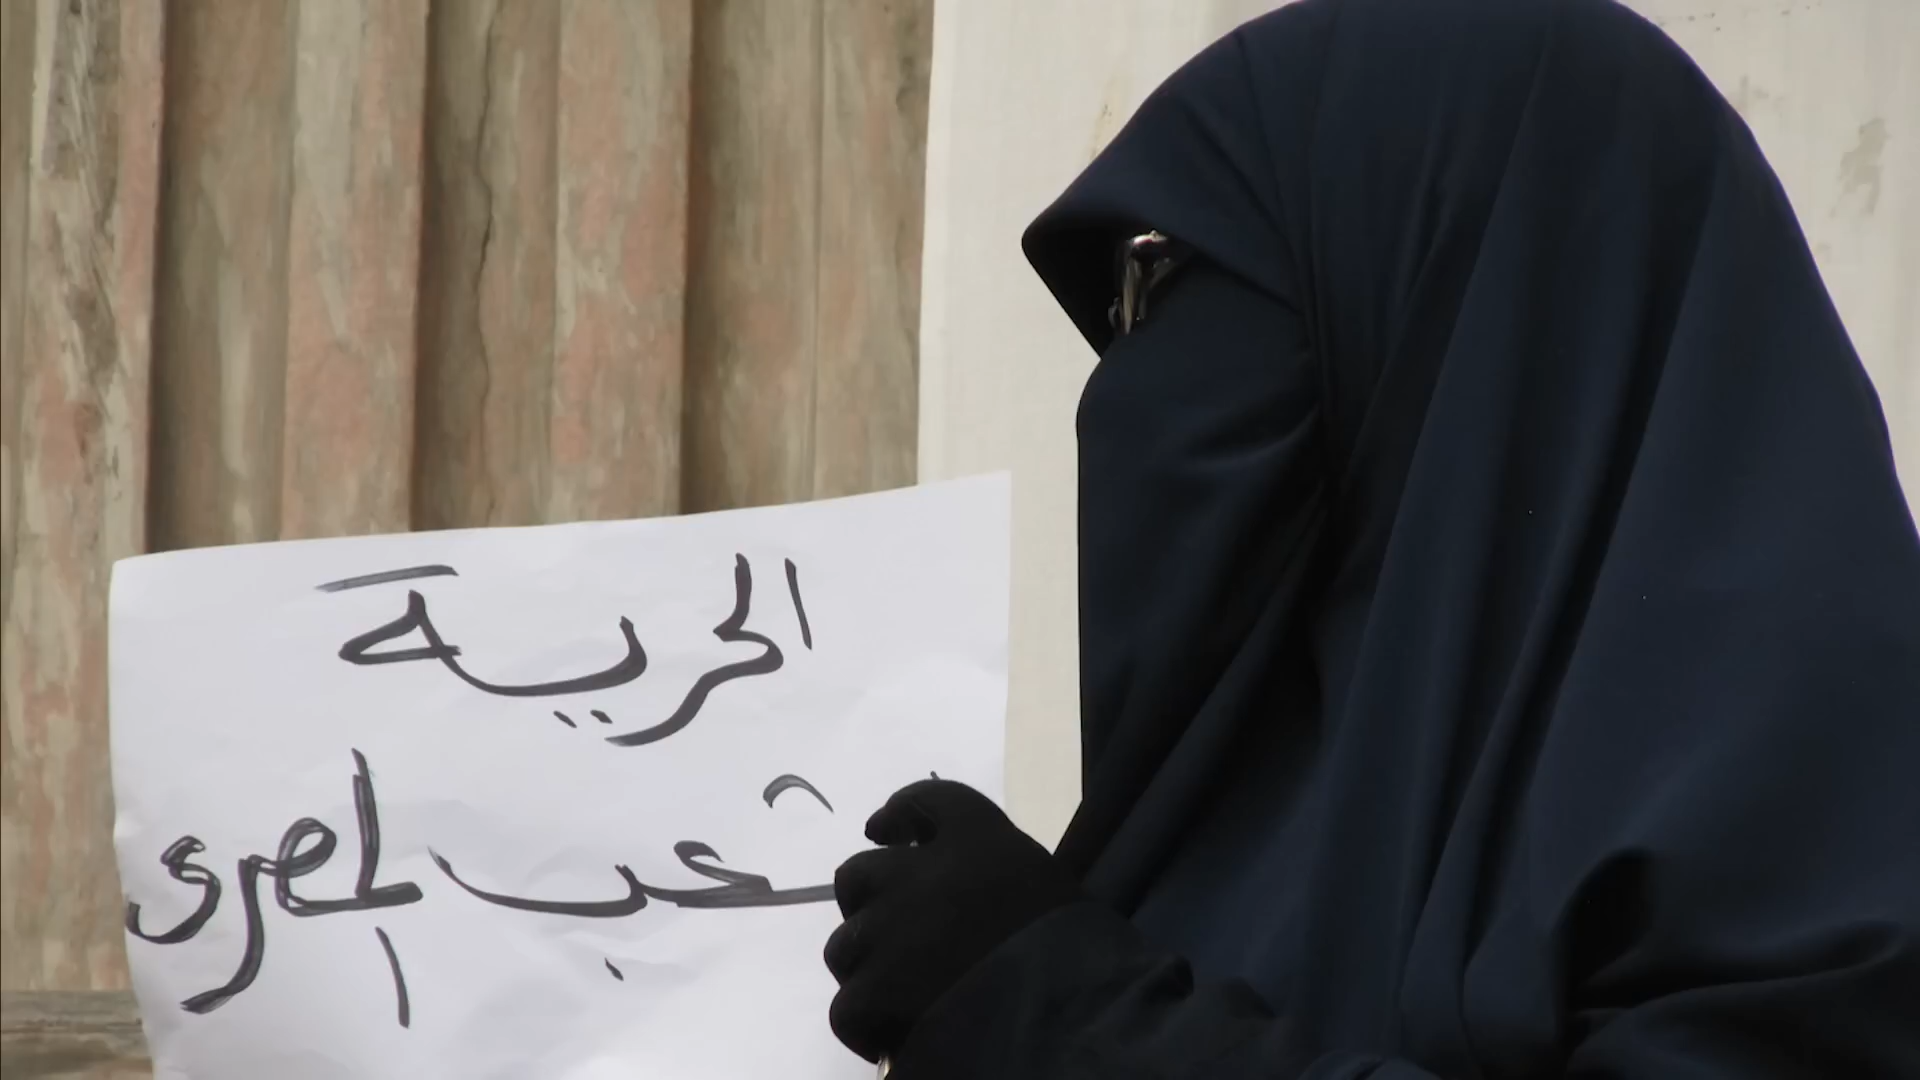 الحرية
شعب المصرى